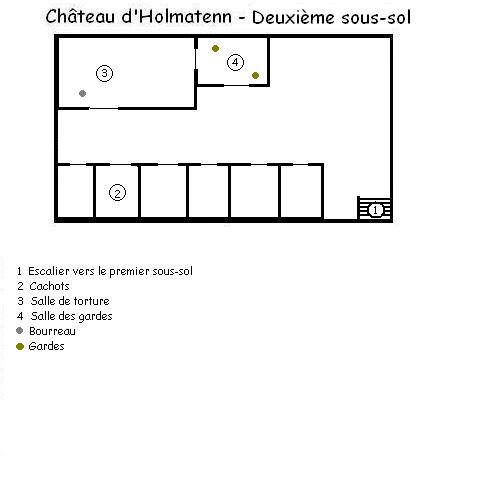 Château d'Holmatenn - Deuxième sous-sol
3
4
2
1
1 Escalier vers le premier sous-sol
2 Cachots
3 Salle de torture
4 Salle des gardes
Bourreau
Gardes